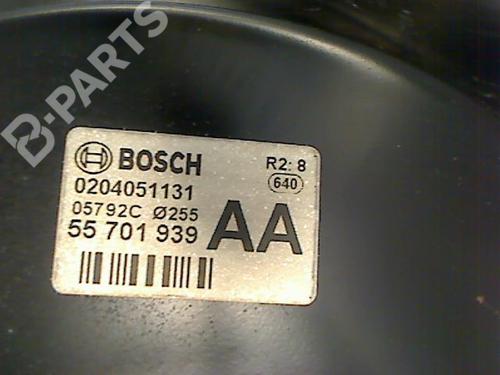 B-PARTS
BOSCH
R2: 8
0204051131
640
05792C Ø255
AA
55 701 939